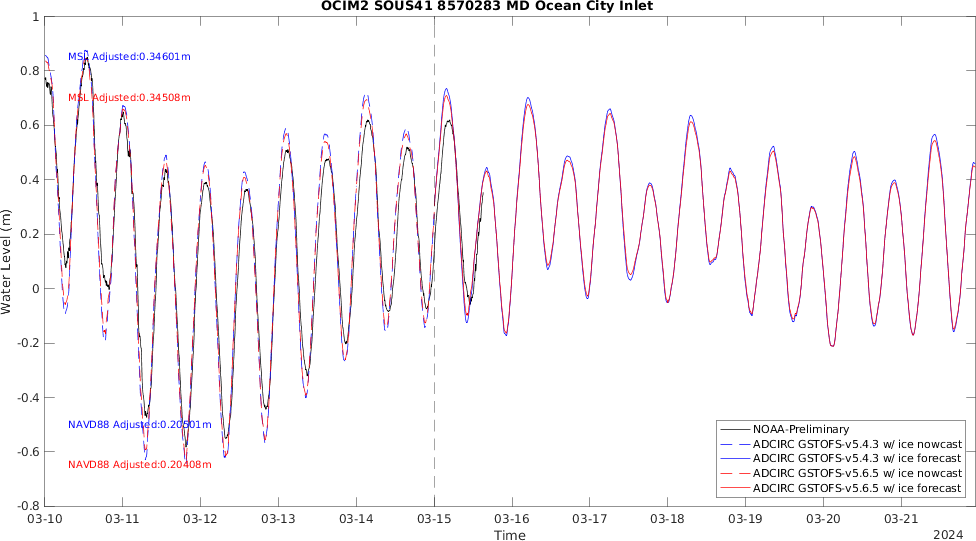 OCIM2 SOUS41 8570283 MD Ocean City Inlet
1
0.8
0.6
0.4
0.2
0
-0.2
-0.4
-0.6
-0.8
Water Level (m)
MSL Adjusted:0.34601m
MSL Adjusted:0.34508m
NAVD88 Adjusted:0.20501m
NAVD88 Adjusted:0.20408m
NOAA-Preliminary
ADCIRC GSTOFS-v5.4.3 w/ ice nowcast
ADCIRC GSTOFS-v5.4.3 w/ ice forecast
ADCIRC GSTOFS-v5.6.5 w/ ice nowcast
ADCIRC GSTOFS-v5.6.5 w/ ice forecast
03-10 03-11 03-12 03-13 03-14 03-15 03-16 03-17 03-18 03-19 03-20 03-21
Time
2024